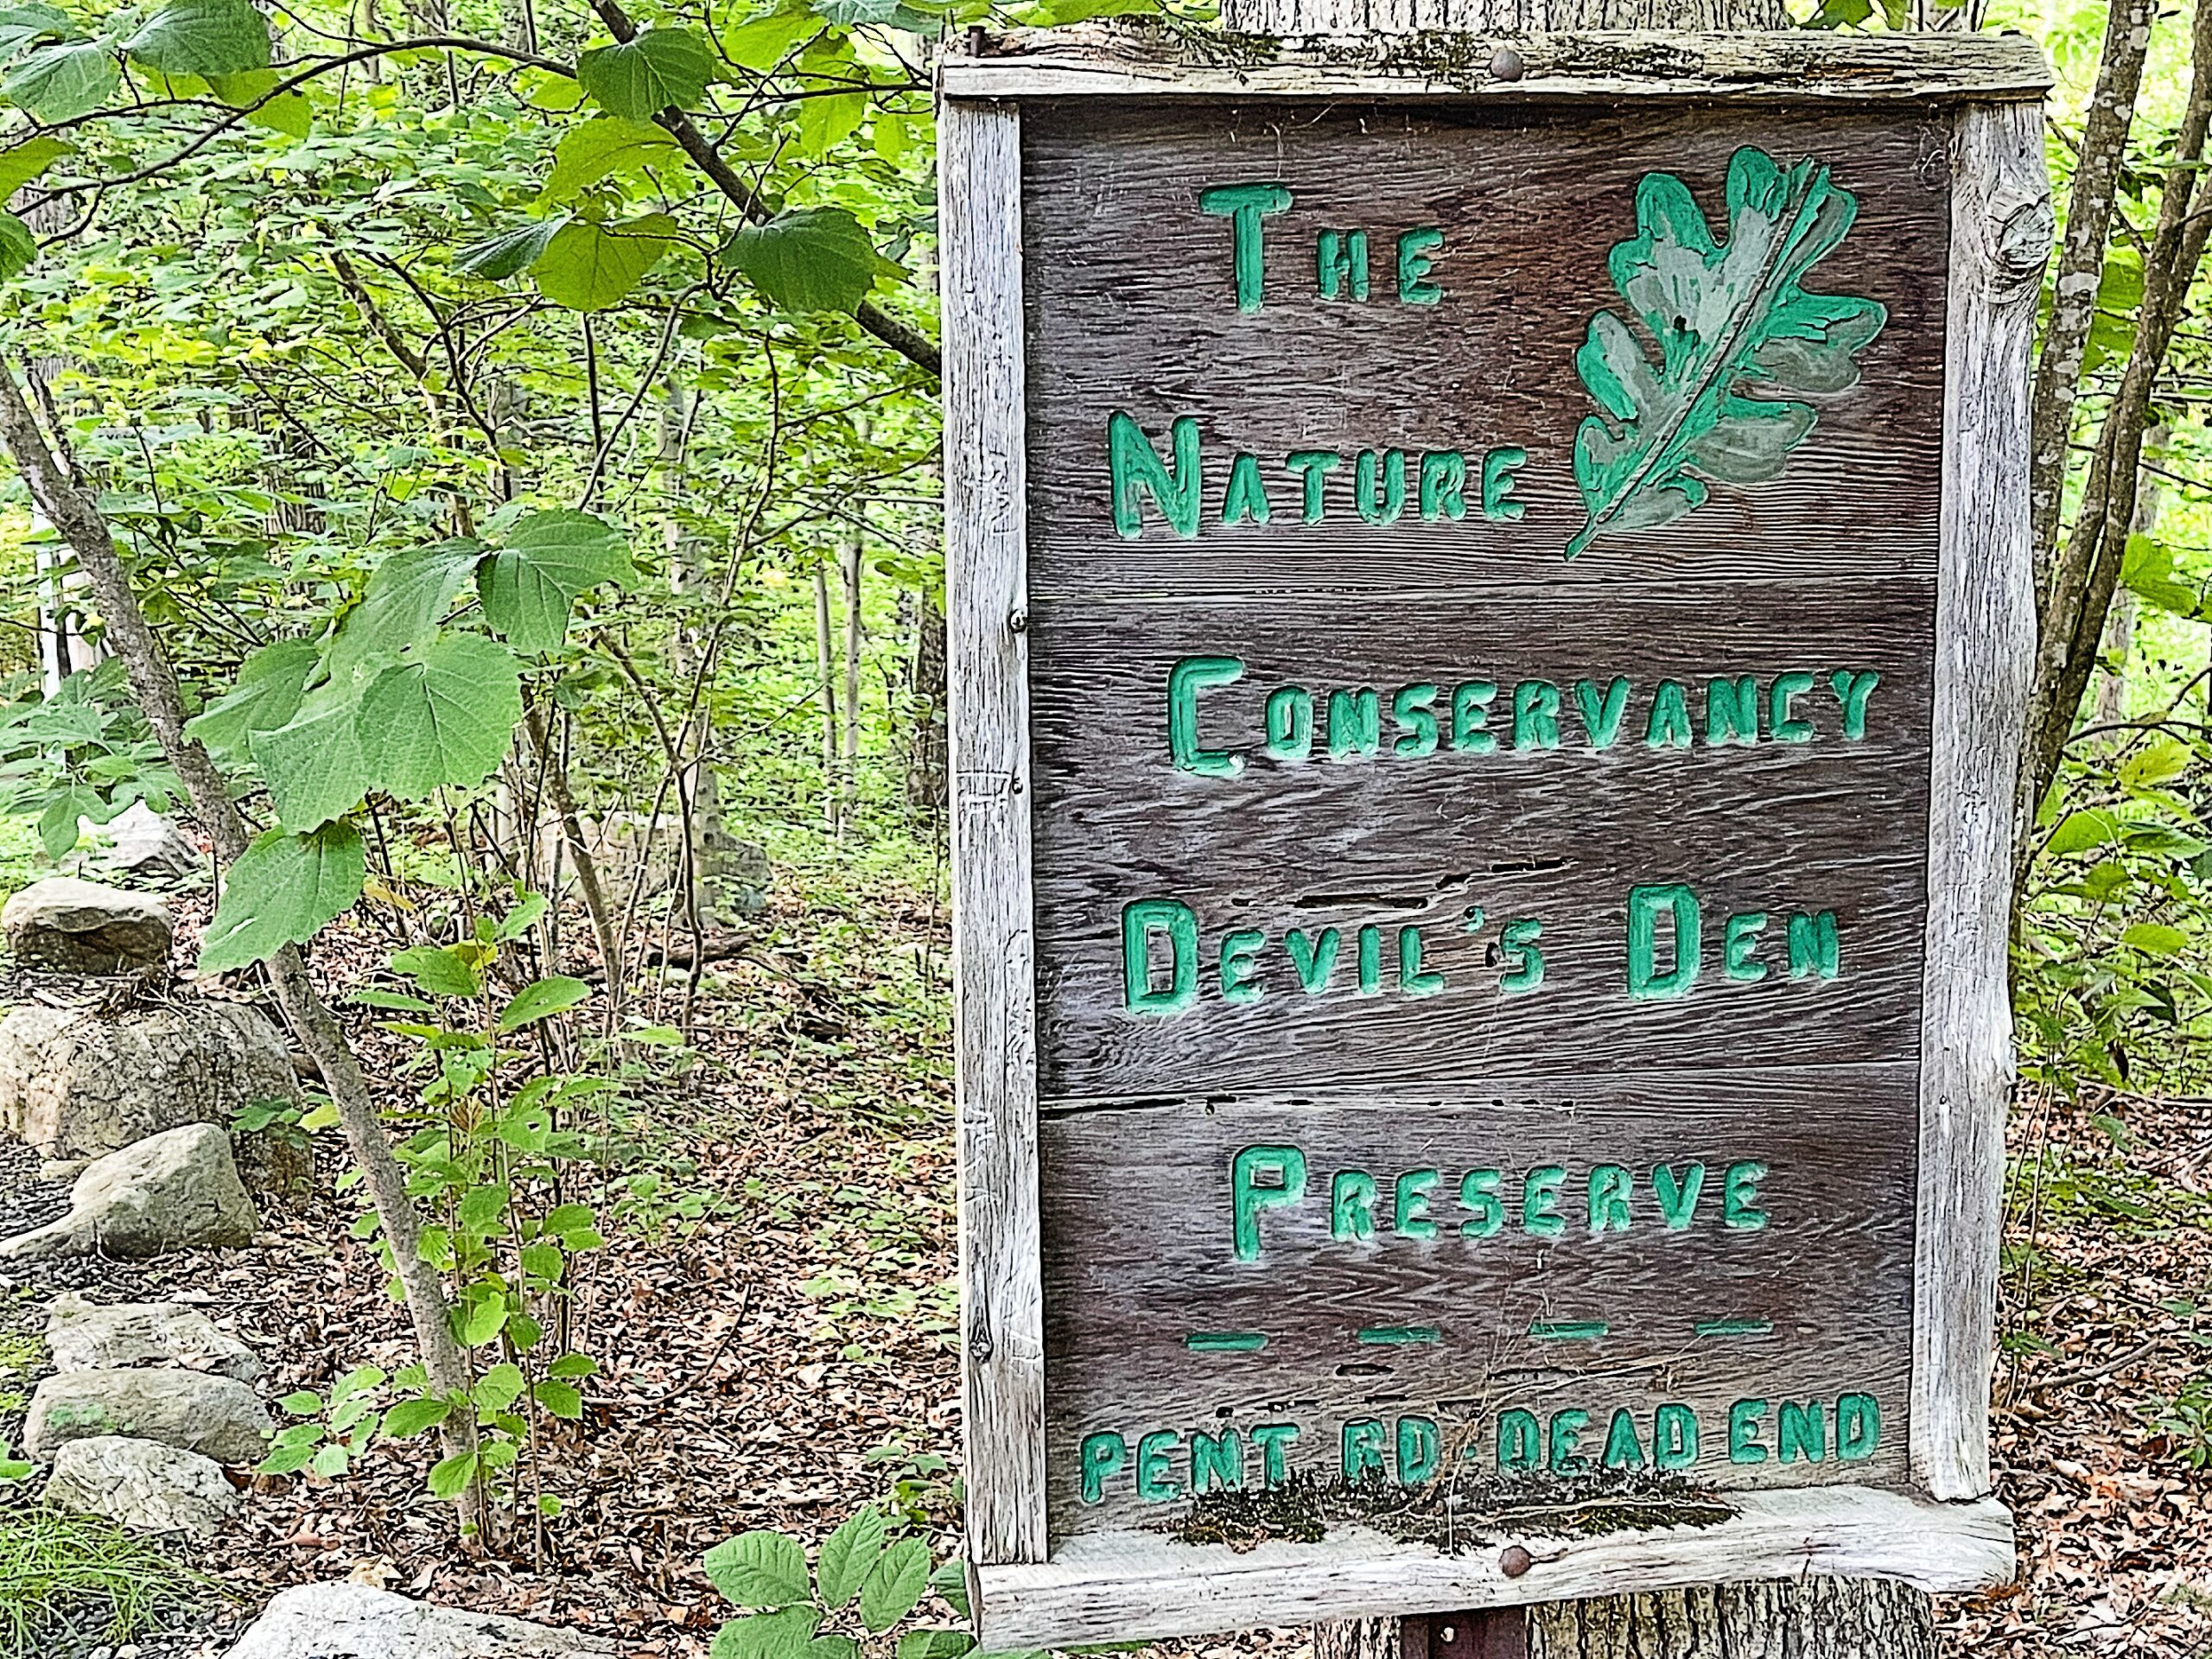 THE
NATURE
CONSERVANCY
DEVIL'S DEN
PRESERVE
— — — —
PENT RD·DEAD END